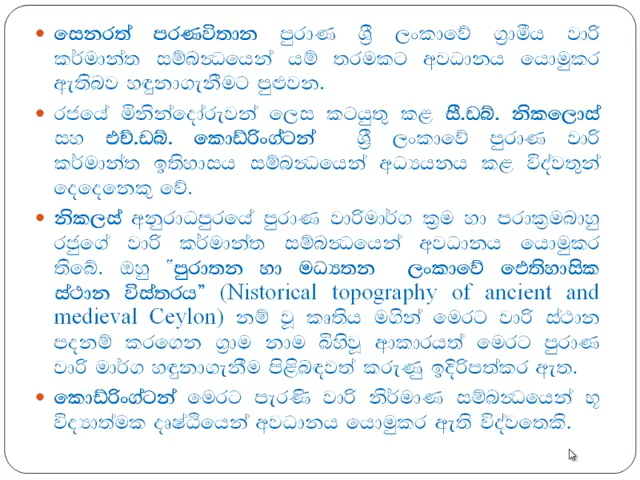 සෙනරත් පරණවිතාන පුරාණ ශ්‍රී ලංකාවේ ග්‍රාමීය වාරි
කර්මාන්ත සම්බන්ධයෙන් යම් තරමකට අවධානය යොමුකර
ඇතිබව හඳුනාගැනීමට පුළුවන.
රජයේ මිනින්දෝරුවන් ලෙස කටයුතු කළ සී.ඩබ්. නිකලොස්
සහ එච්.ඩබ්. කොඩ්රිංග්ටන් ශ්‍රී ලංකාවේ පුරාණ වාරි
කර්මාන්ත ඉතිහාසය සම්බන්ධයෙන් අධ්‍යයනය කළ විද්වතුන්
දෙදෙනෙකු වේ.
නිකලස් අනුරාධපුරයේ පුරාණ වාරිමාර්ග ක්‍රම හා පරාක්‍රමබාහු
රජුගේ වාරි කර්මාන්ත සම්බන්ධයෙන් අවධානය යොමුකර
තිබේ. ඔහු "පුරාතන හා මධ්‍යතන ලංකාවේ ඓතිහාසික
ස්ථාන විස්තරය" (Nistorical topography of ancient and
medieval Ceylon) නම් වූ කෘතිය මගින් මෙරට වාරි ස්ථාන
පදනම් කරගෙන ග්‍රාම නාම බිහිවූ ආකාරයත් මෙරට පුරාණ
වාරි මාර්ග හඳුනාගැනීම පිළිබඳවත් කරුණු ඉදිරිපත්කර ඇත.
කොඩ්රිංග්ටන් මෙරට පැරණි වාරි නිර්මාණ සම්බන්ධයෙන් භූ
විද්‍යාත්මක දෘෂ්ඨියෙන් අවධානය යොමුකර ඇති විද්වතෙකි.